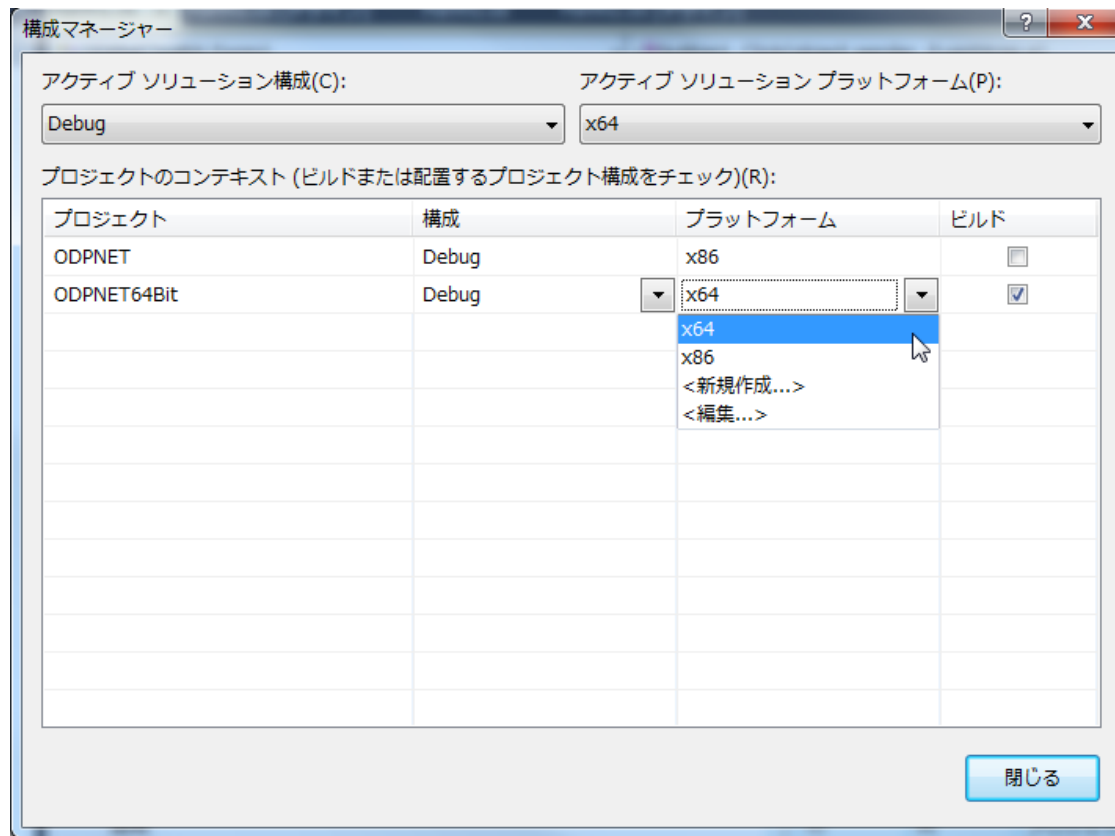 構成マネージャー
アクティブ ソリューション構成(C):
アクティブ ソリューション プラットフォーム(P):
Debug
x64
プロジェクトのコンテキスト (ビルドまたは配置するプロジェクト構成をチェック)(R):
プロジェクト 構成 プラットフォーム ビルド
ODPNET Debug x86
ODPNET64Bit Debug x64
x64
x86
<新規作成...>
<編集...>
閉じる